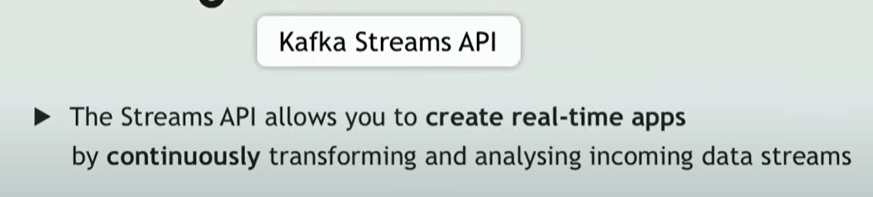 Kafka Streams API
▶ The Streams API allows you to create real-time apps
by continuously transforming and analysing incoming data streams